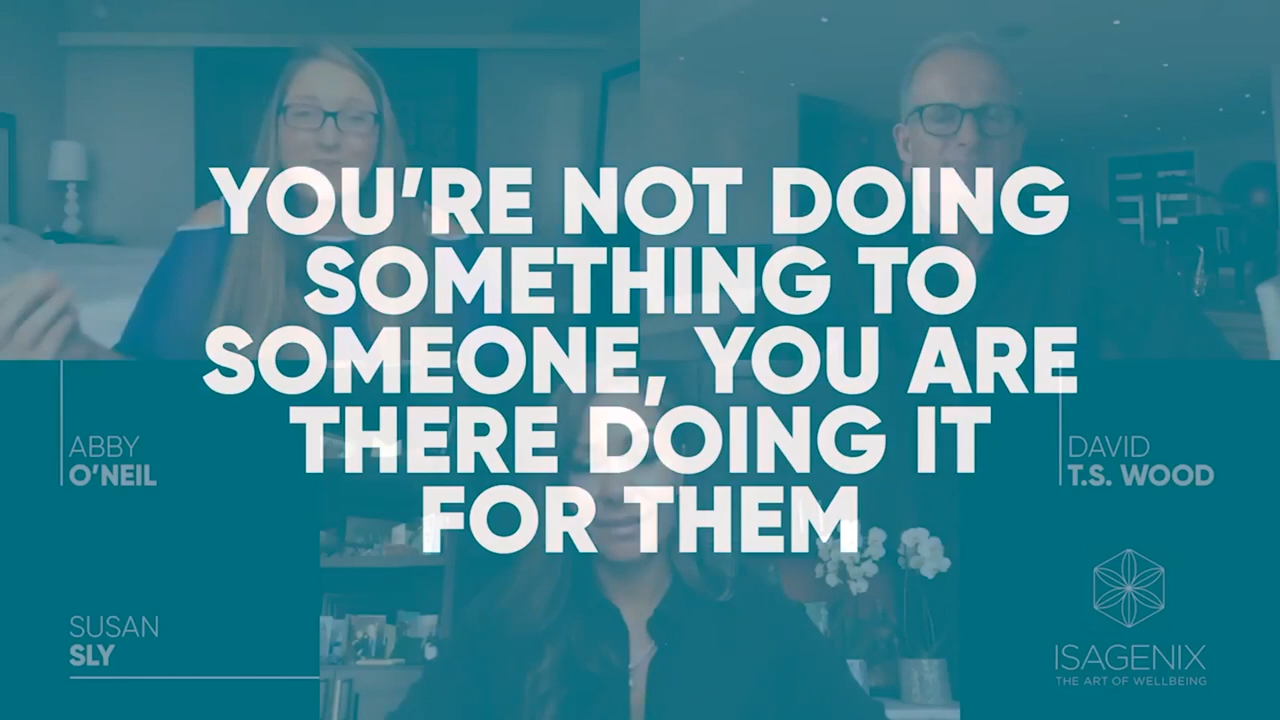 YOU'RE NOT DOING
SOMETHING TO
SOMEONE, YOU ARE
THERE DOING IT
FOR THEM
ABBY
O'NEIL
DAVID
T.S. WOOD
SUSAN
SLY
ISAGENIX
THE ART OF WELLBEING